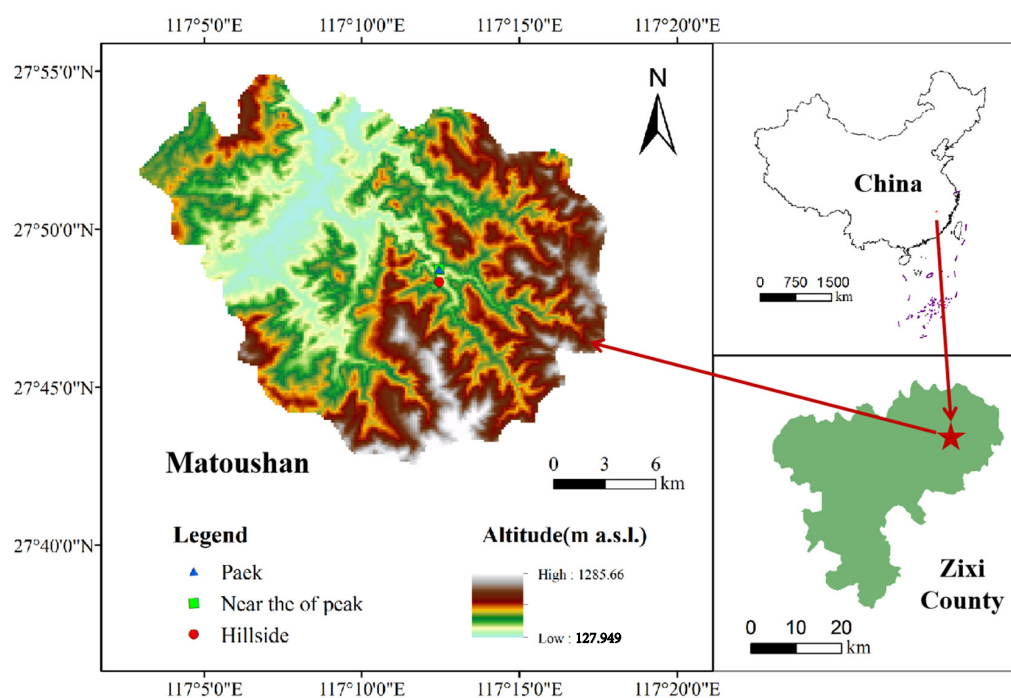 117°5'0"E 117°10'0"E 117°15'0"E 117°20'0"E
27°55'0"N
27°50'0"N
27°45'0"N
27°40'0"N
N
Matoushan
0 3 6
km
Legend
Paek
Near the of peak
Hillside
Altitude(m a.s.l.)
High : 1285.66
Low : 127.949
117°5'0"E 117°10'0"E 117°15'0"E 117°20'0"E
China
0 750 1500
km
Zixi
County
0 10 20
km